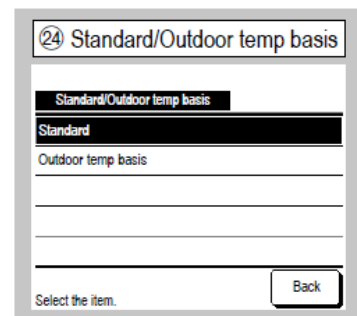 ㉔ Standard/Outdoor temp basis
Standard/Outdoor temp basis
Standard
Outdoor temp basis
Back
Select the item.